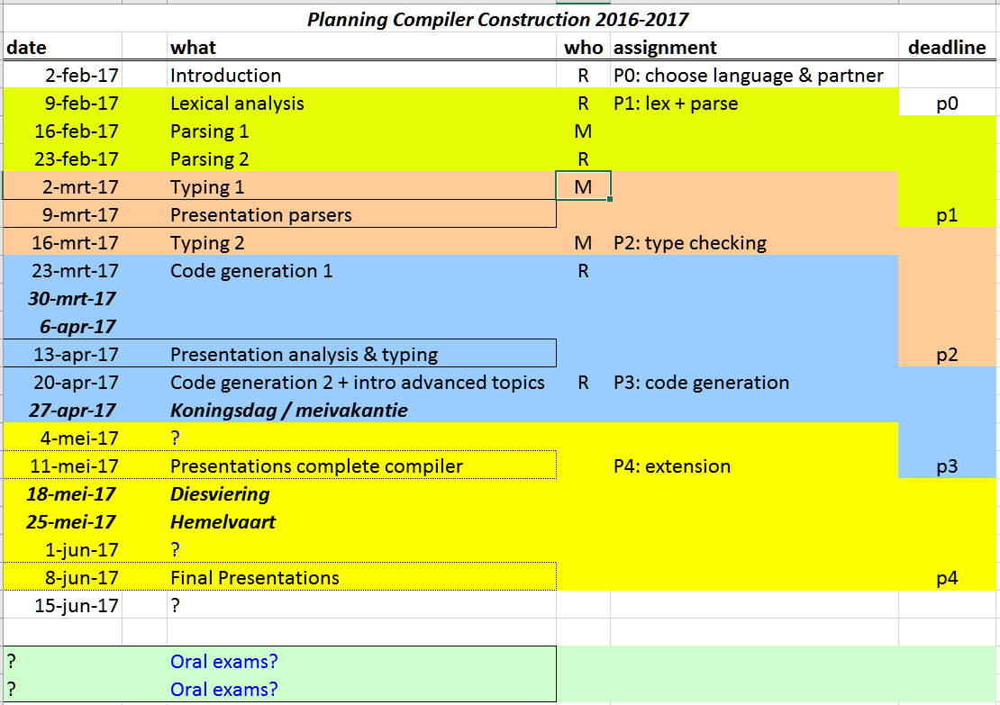 Planning Compiler Construction 2016-2017
date what who assignment deadline
2-feb-17 Introduction R P0: choose language & partner
9-feb-17 Lexical analysis R P1: lex + parse p0
16-feb-17 Parsing 1 M
23-feb-17 Parsing 2 R
2-mrt-17 Typing 1 M
9-mrt-17 Presentation parsers p1
16-mrt-17 Typing 2 M P2: type checking
23-mrt-17 Code generation 1 R
30-mrt-17
6-apr-17
13-apr-17 Presentation analysis & typing p2
20-apr-17 Code generation 2 + intro advanced topics R P3: code generation
27-apr-17 Koningsdag / meivakantie
4-mei-17 ?
11-mei-17 Presentations complete compiler P4: extension p3
18-mei-17 Diesviering
25-mei-17 Hemelvaart
1-jun-17 ?
8-jun-17 Final Presentations p4
15-jun-17 ?
? Oral exams?
? Oral exams?